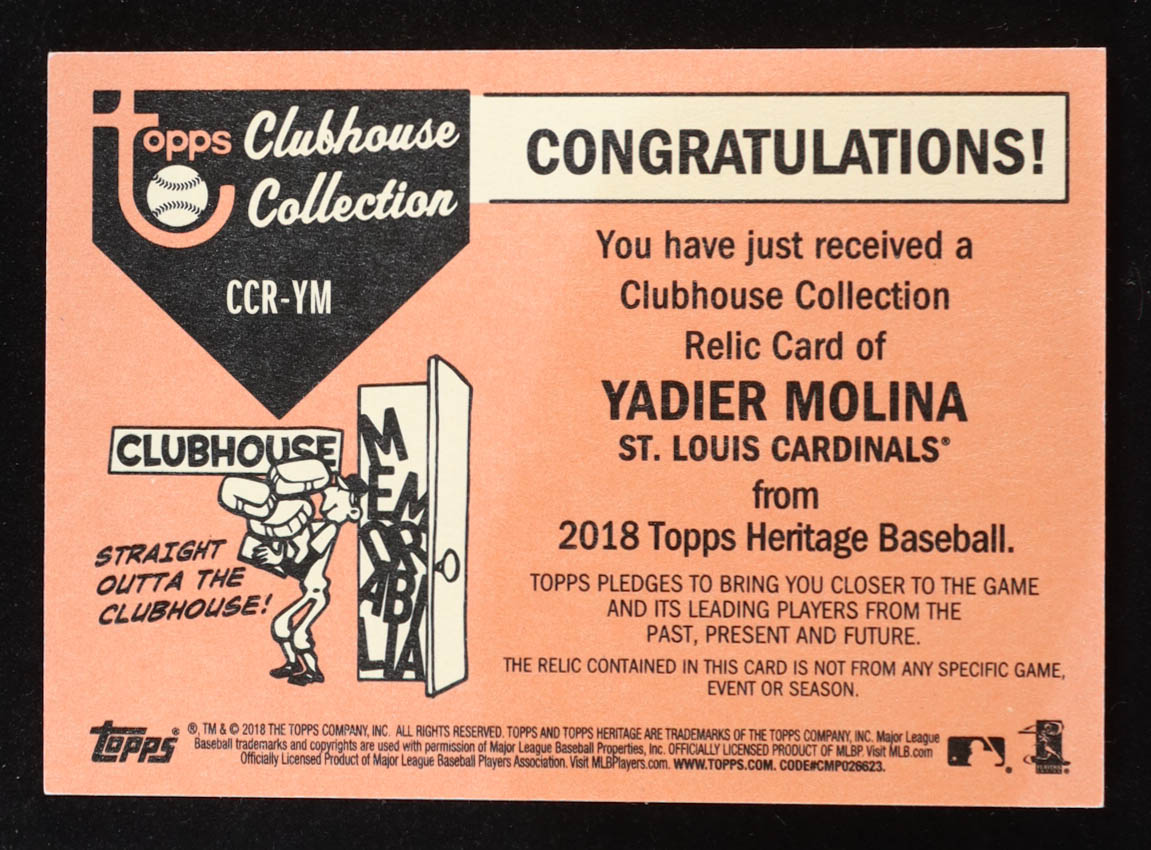 topps Clubhouse
Collection
CCR-YM
CONGRATULATIONS!
You have just received a
Clubhouse Collection
Relic Card of
YADIER MOLINA
ST. LOUIS CARDINALS®
from
2018 Topps Heritage Baseball.
TOPPS PLEDGES TO BRING YOU CLOSER TO THE GAME
AND ITS LEADING PLAYERS FROM THE
PAST, PRESENT AND FUTURE.
THE RELIC CONTAINED IN THIS CARD IS NOT FROM ANY SPECIFIC GAME,
EVENT OR SEASON.
CLUBHOUSE
MEMORABILIA
STRAIGHT
OUTTA THE
CLUBHOUSE!
topps
®, TM & © 2018 THE TOPPS COMPANY, INC. ALL RIGHTS RESERVED. TOPPS AND TOPPS HERITAGE ARE TRADEMARKS OF THE TOPPS COMPANY, INC. Major League
Baseball trademarks and copyrights are used with permission of Major League Baseball Properties, Inc. OFFICIALLY LICENSED PRODUCT OF MLBP. Visit MLB.com
Officially Licensed Product of Major League Baseball Players Association. Visit MLBPlayers.com. WWW.TOPPS.COM. CODE#CMP026623.